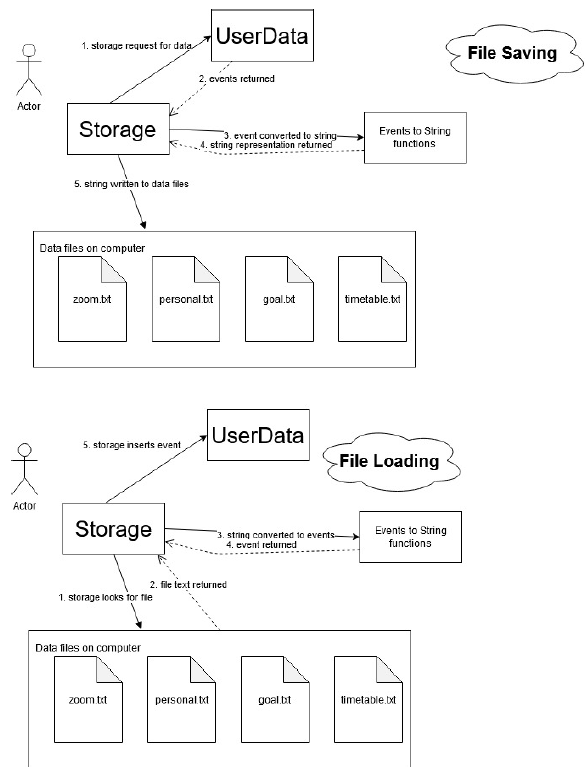 1. storage request for data
UserData
File Saving
2. events returned
Actor
Storage
3. event converted to string
4. string representation returned
Events to String
functions
5. string written to data files
Data files on computer
zoom.txt
personal.txt
goal.txt
timetable.txt
5. storage inserts event
UserData
File Loading
Actor
Storage
3. string converted to events
4. event returned
Events to String
functions
2. file text returned
1. storage looks for file
Data files on computer
zoom.txt
personal.txt
goal.txt
timetable.txt